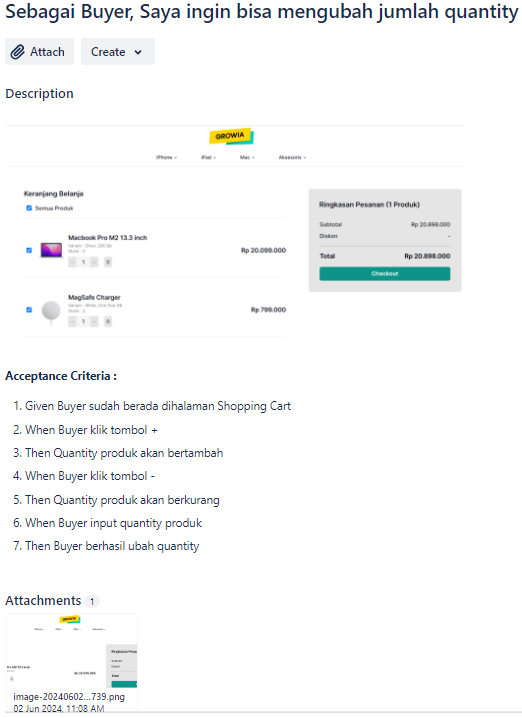 Sebagai Buyer, Saya ingin bisa mengubah jumlah quantity
Attach
Create
Description
GROWIA
iPhone
iPad
Mac
Aksesoris
Keranjang Belanja
Semua Produk
Macbook Pro M2 13.3 inch
Rp 20.099.000
- 1 +
MagSafe Charger
Rp 799.000
- 1 +
Ringkasan Pesanan (1 Produk)
Subtotal Rp 20.898.000
Diskon -
Total Rp 20.898.000
Checkout
Acceptance Criteria :
1. Given Buyer sudah berada dihalaman Shopping Cart
2. When Buyer klik tombol +
3. Then Quantity produk akan bertambah
4. When Buyer klik tombol -
5. Then Quantity produk akan berkurang
6. When Buyer input quantity produk
7. Then Buyer berhasil ubah quantity
Attachments 1
GROWIA
Ringkasan Pesan
image-20240602...739.png
02 Jun 2024, 11:08 AM